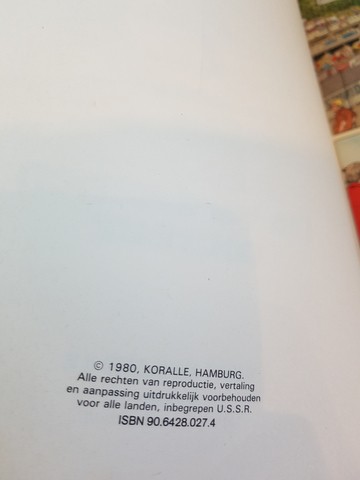 © 1980, KORALLE, HAMBURG.
Alle rechten van reproductie, vertaling
en aanpassing uitdrukkelijk voorbehouden
voor alle landen, inbegrepen U.S.S.R.
ISBN 90.6428.027.4